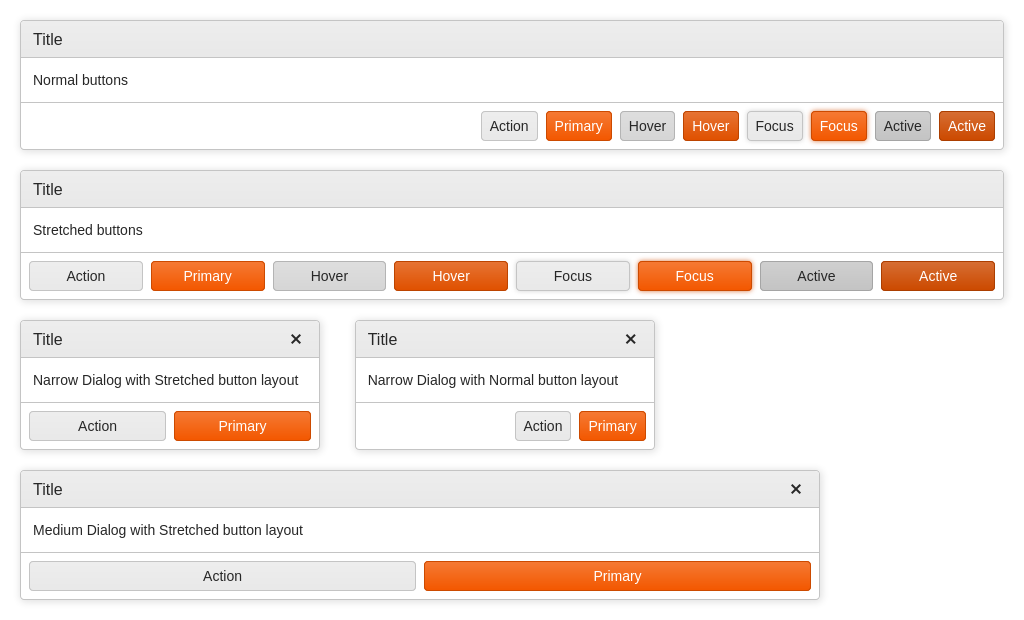 Title
Normal buttons
Action Primary Hover Hover Focus Focus Active Active
Title
Stretched buttons
Action Primary Hover Hover Focus Focus Active Active
Title ✕
Narrow Dialog with Stretched button layout
Action Primary
Title ✕
Narrow Dialog with Normal button layout
Action Primary
Title ✕
Medium Dialog with Stretched button layout
Action Primary